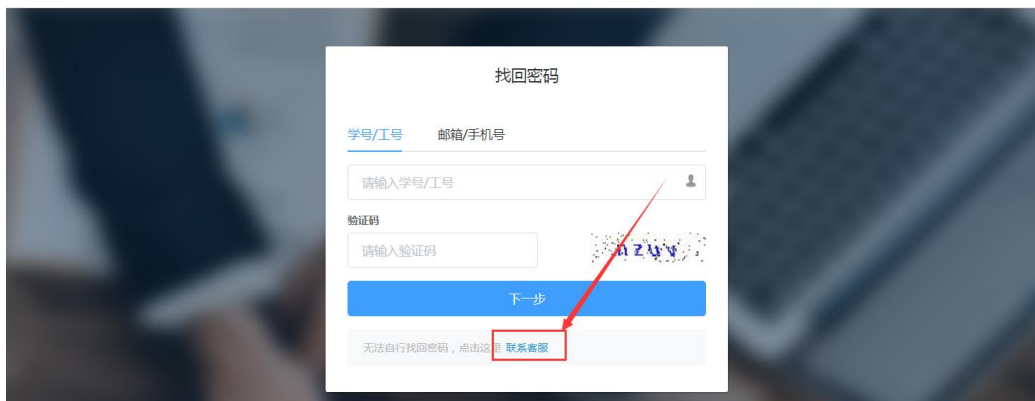 找回密码
学号/工号 邮箱/手机号
请输入学号/工号
验证码
请输入验证码
下一步
无法自行找回密码，点击这里 联系客服